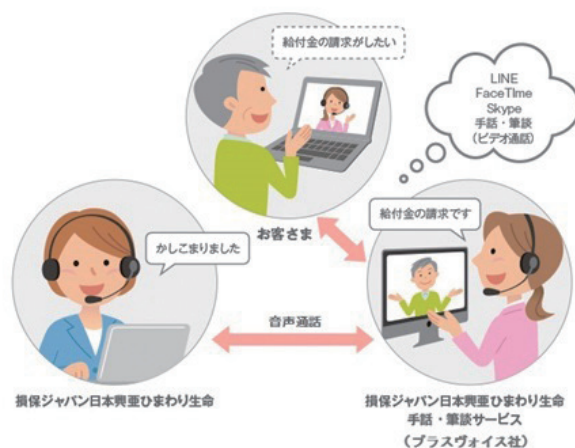 給付金の請求がしたい
LINE
FaceTime
Skype
手話・筆談
(ビデオ通話)
お客さま
給付金の請求です
かしこまりました
音声通話
損保ジャパン日本興亜ひまわり生命
損保ジャパン日本興亜ひまわり生命
手話・筆談サービス
(プラスヴォイス社)